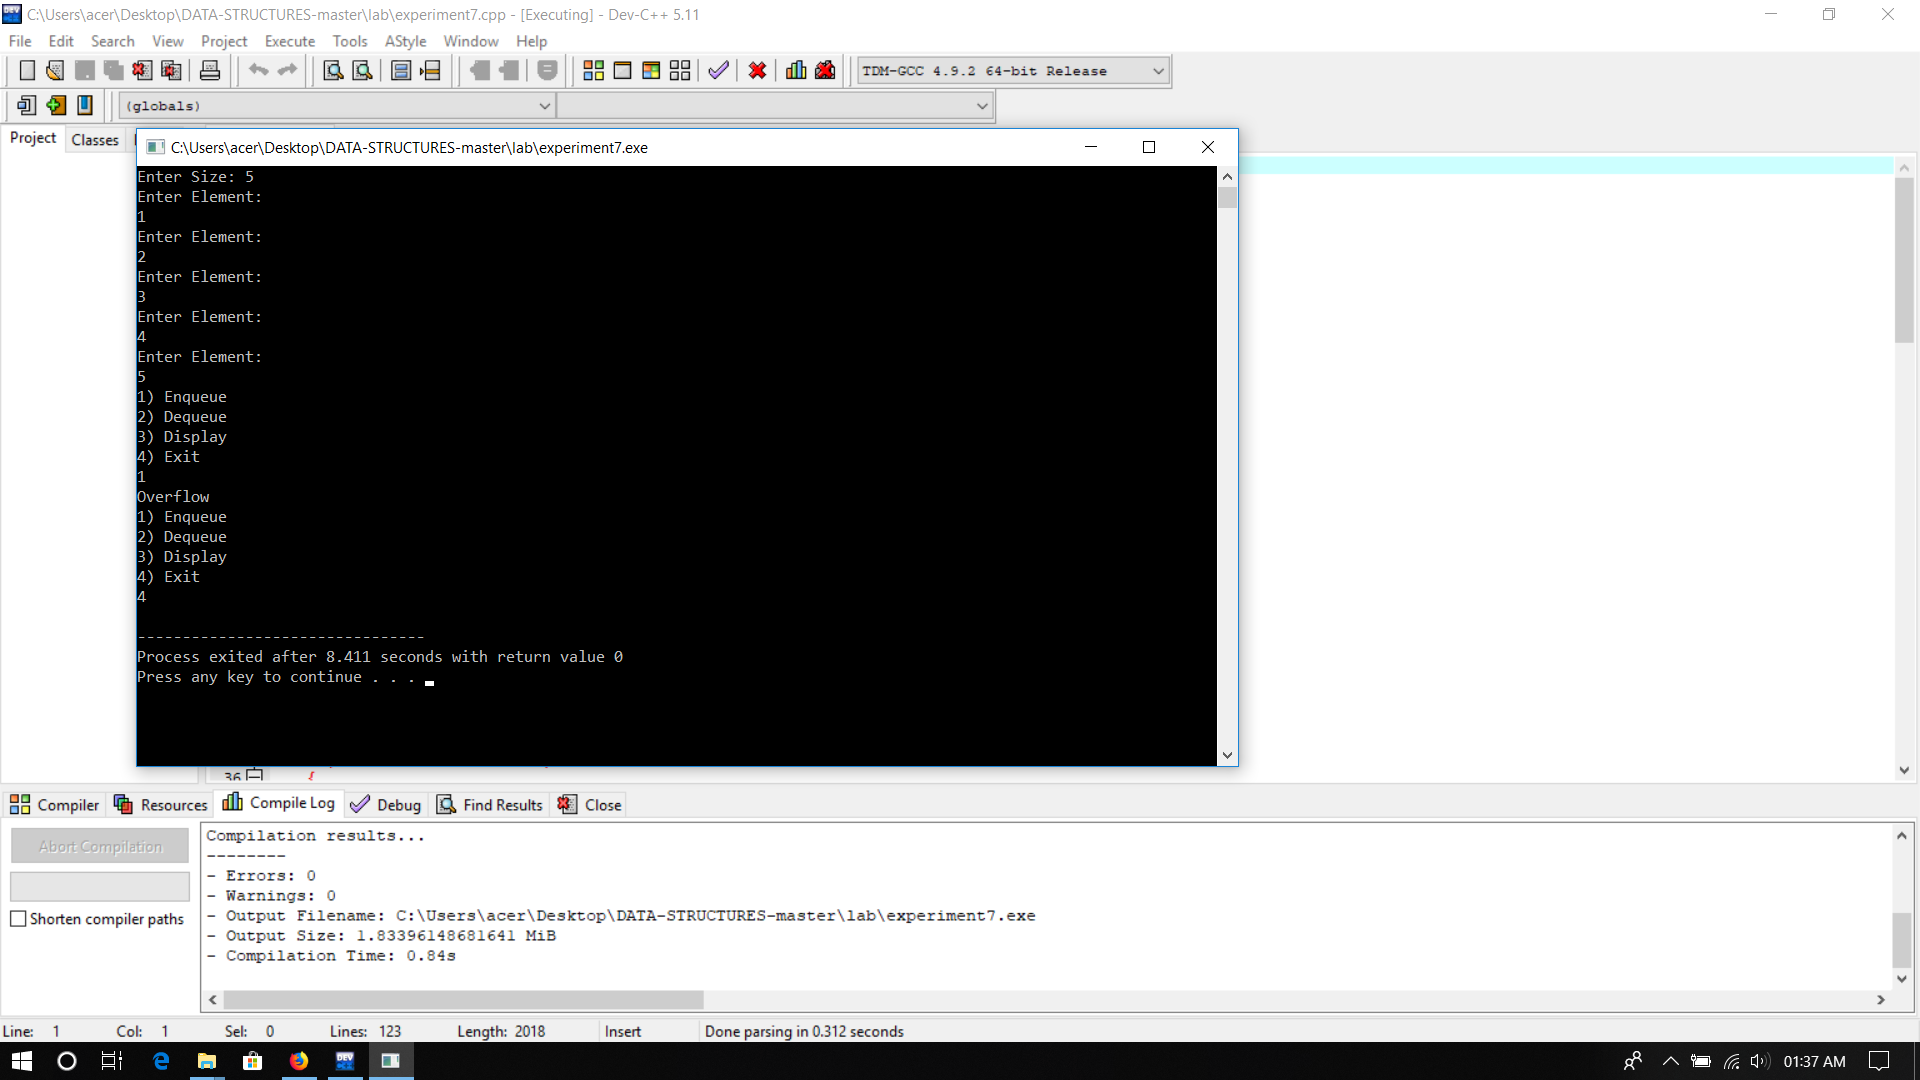 C:\Users\acer\Desktop\DATA-STRUCTURES-master\lab\experiment7.cpp - [Executing] - Dev-C++ 5.11
File Edit Search View Project Execute Tools AStyle Window Help
TDM-GCC 4.9.2 64-bit Release
(globals)
Project Classes
C:\Users\acer\Desktop\DATA-STRUCTURES-master\lab\experiment7.exe
Enter Size: 5
Enter Element:
1
Enter Element:
2
Enter Element:
3
Enter Element:
4
Enter Element:
5
1) Enqueue
2) Dequeue
3) Display
4) Exit
1
Overflow
1) Enqueue
2) Dequeue
3) Display
4) Exit
4
--------------------------------
Process exited after 8.411 seconds with return value 0
Press any key to continue . . .
36 {
Compiler Resources Compile Log Debug Find Results Close
Abort Compilation
Shorten compiler paths
Compilation results...
--------
- Errors: 0
- Warnings: 0
- Output Filename: C:\Users\acer\Desktop\DATA-STRUCTURES-master\lab\experiment7.exe
- Output Size: 1.83396148681641 MiB
- Compilation Time: 0.84s
Line: 1 Col: 1 Sel: 0 Lines: 123 Length: 2018 Insert Done parsing in 0.312 seconds
DEV
01:37 AM